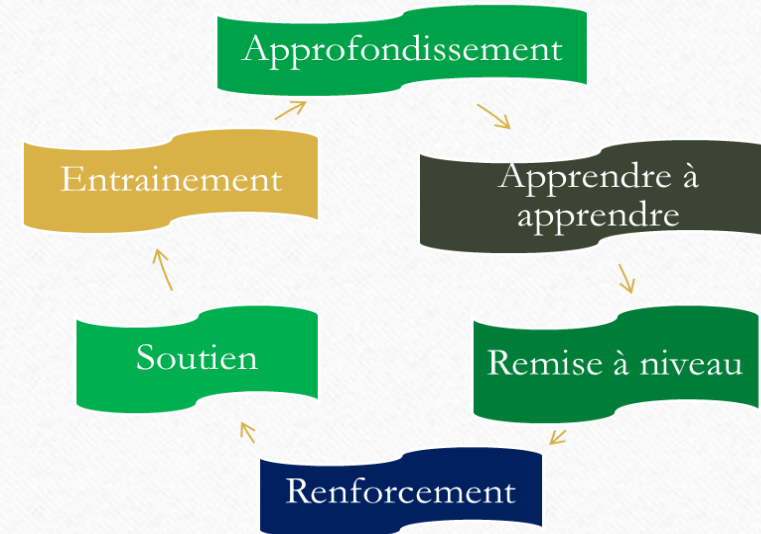 Approfondissement
Apprendre à
apprendre
Remise à niveau
Renforcement
Soutien
Entrainement